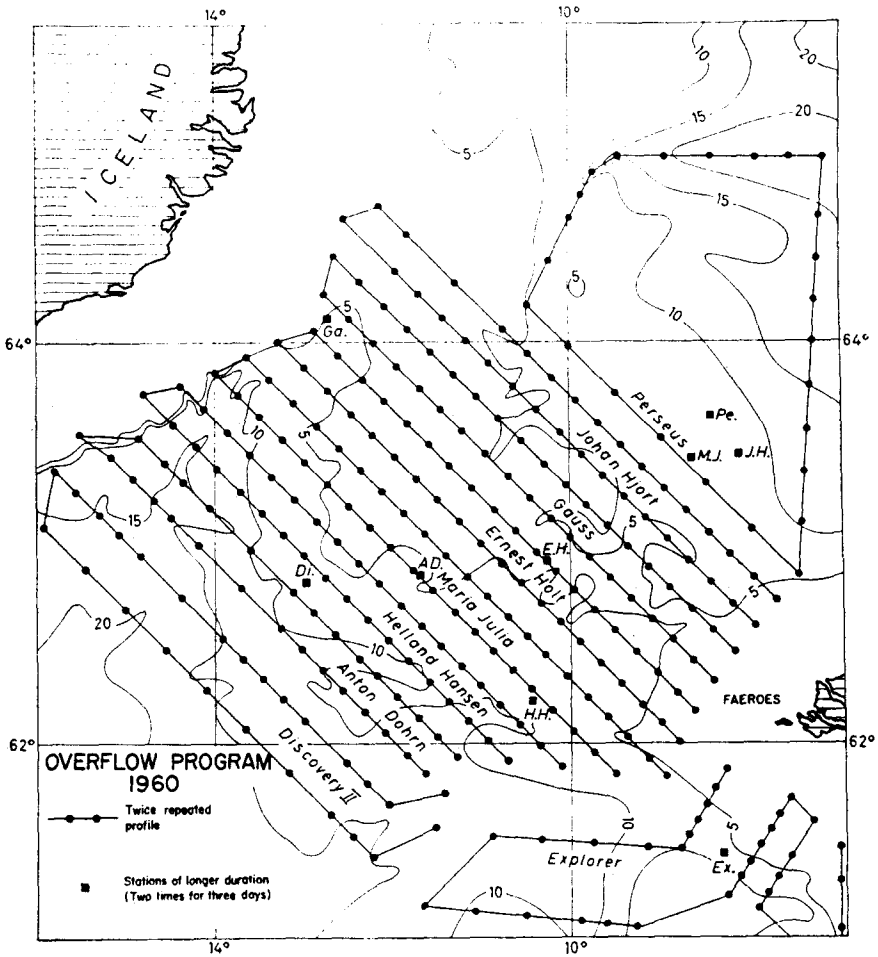 14°
10°
10
20
15
20
ICELAND
5
15
5
10
5
Ga.
64°
64°
Perseus
Pe.
M.J.
J.H.
Johan Hjort
10
5
Gauss
5
15
Ernest Holt
E.H.
Di.
A.D.
Maria Julia
5
20
Helland Hansen
10
Anton Dohrn
H.H.
FAEROES
62°
62°
Discovery II
OVERFLOW PROGRAM
1960
Twice repeated
profile
10
5
Explorer
Ex.
Stations of longer duration
(Two times for three days)
10
14°
10°